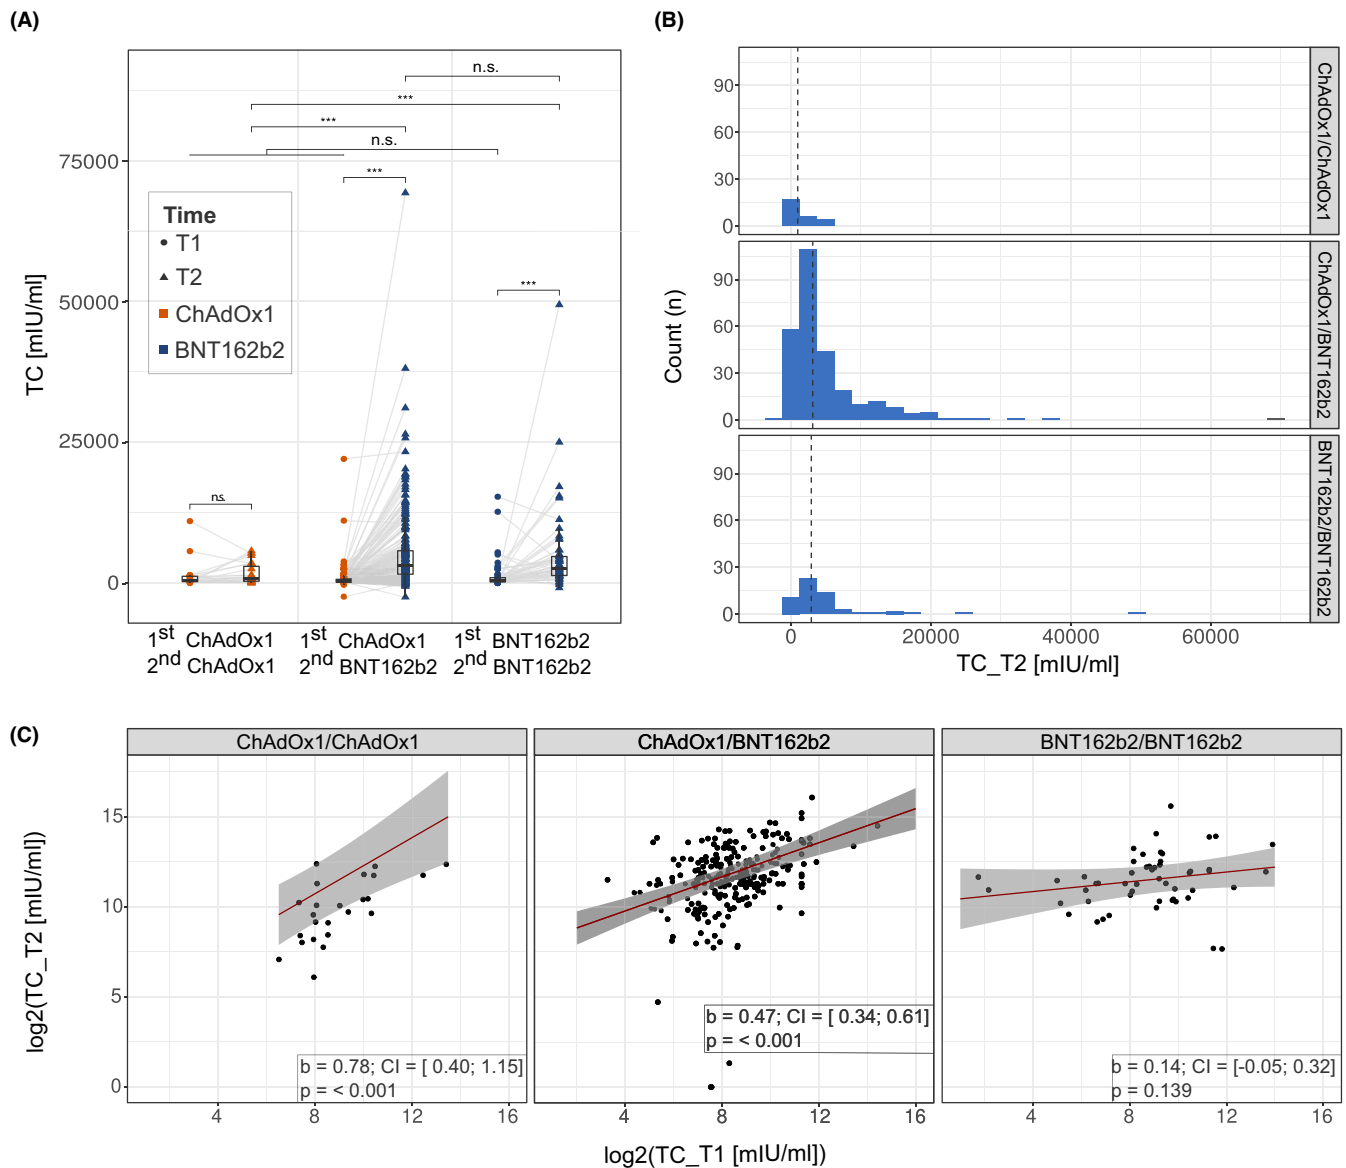 (A)
TC [mIU/ml]
75000
50000
25000
0
Time
T1
T2
ChAdOx1
BNT162b2
n.s.
***
***
n.s.
***
***
n.s.
1st ChAdOx1
2nd ChAdOx1
1st ChAdOx1
2nd BNT162b2
1st BNT162b2
2nd BNT162b2
(B)
Count (n)
90
60
30
0
ChAdOx1/ChAdOx1
90
60
30
0
ChAdOx1/BNT162b2
90
60
30
0
BNT162b2/BNT162b2
0 20000 40000 60000
TC_T2 [mIU/ml]
(C)
log2(TC_T2 [mIU/ml])
15
10
5
0
ChAdOx1/ChAdOx1
b = 0.78; CI = [ 0.40; 1.15]
p = < 0.001
4 8 12 16
ChAdOx1/BNT162b2
b = 0.47; CI = [ 0.34; 0.61]
p = < 0.001
4 8 12 16
BNT162b2/BNT162b2
b = 0.14; CI = [-0.05; 0.32]
p = 0.139
4 8 12 16
log2(TC_T1 [mIU/ml])